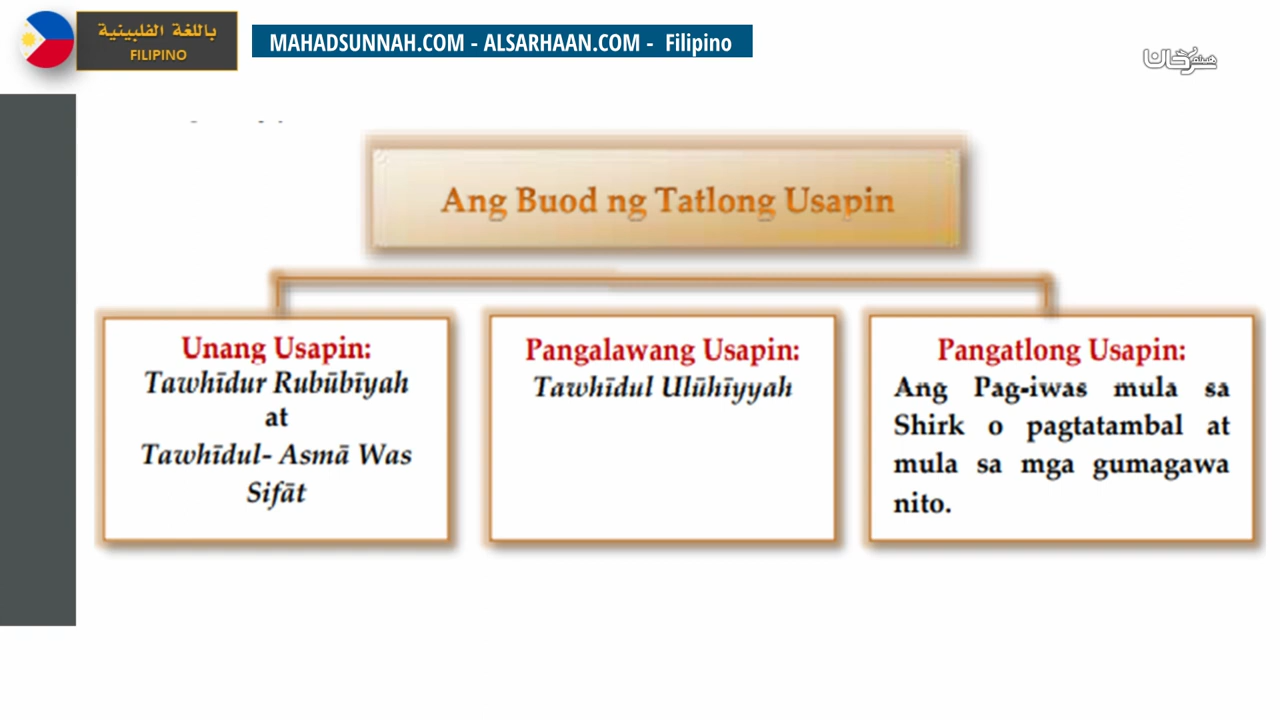 باللغة الفلبينية
FILIPINO
MAHADSUNNAH.COM - ALSARHAAN.COM - Filipino
Ang Buod ng Tatlong Usapin
Unang Usapin:
Tawhīdur Rubūbīyah
at
Tawhīdul- Asmā Was
Sifāt
Pangalawang Usapin:
Tawhīdul Ulūhīyyah
Pangatlong Usapin:
Ang Pag-iwas mula sa
Shirk o pagtatambal at
mula sa mga gumagawa
nito.